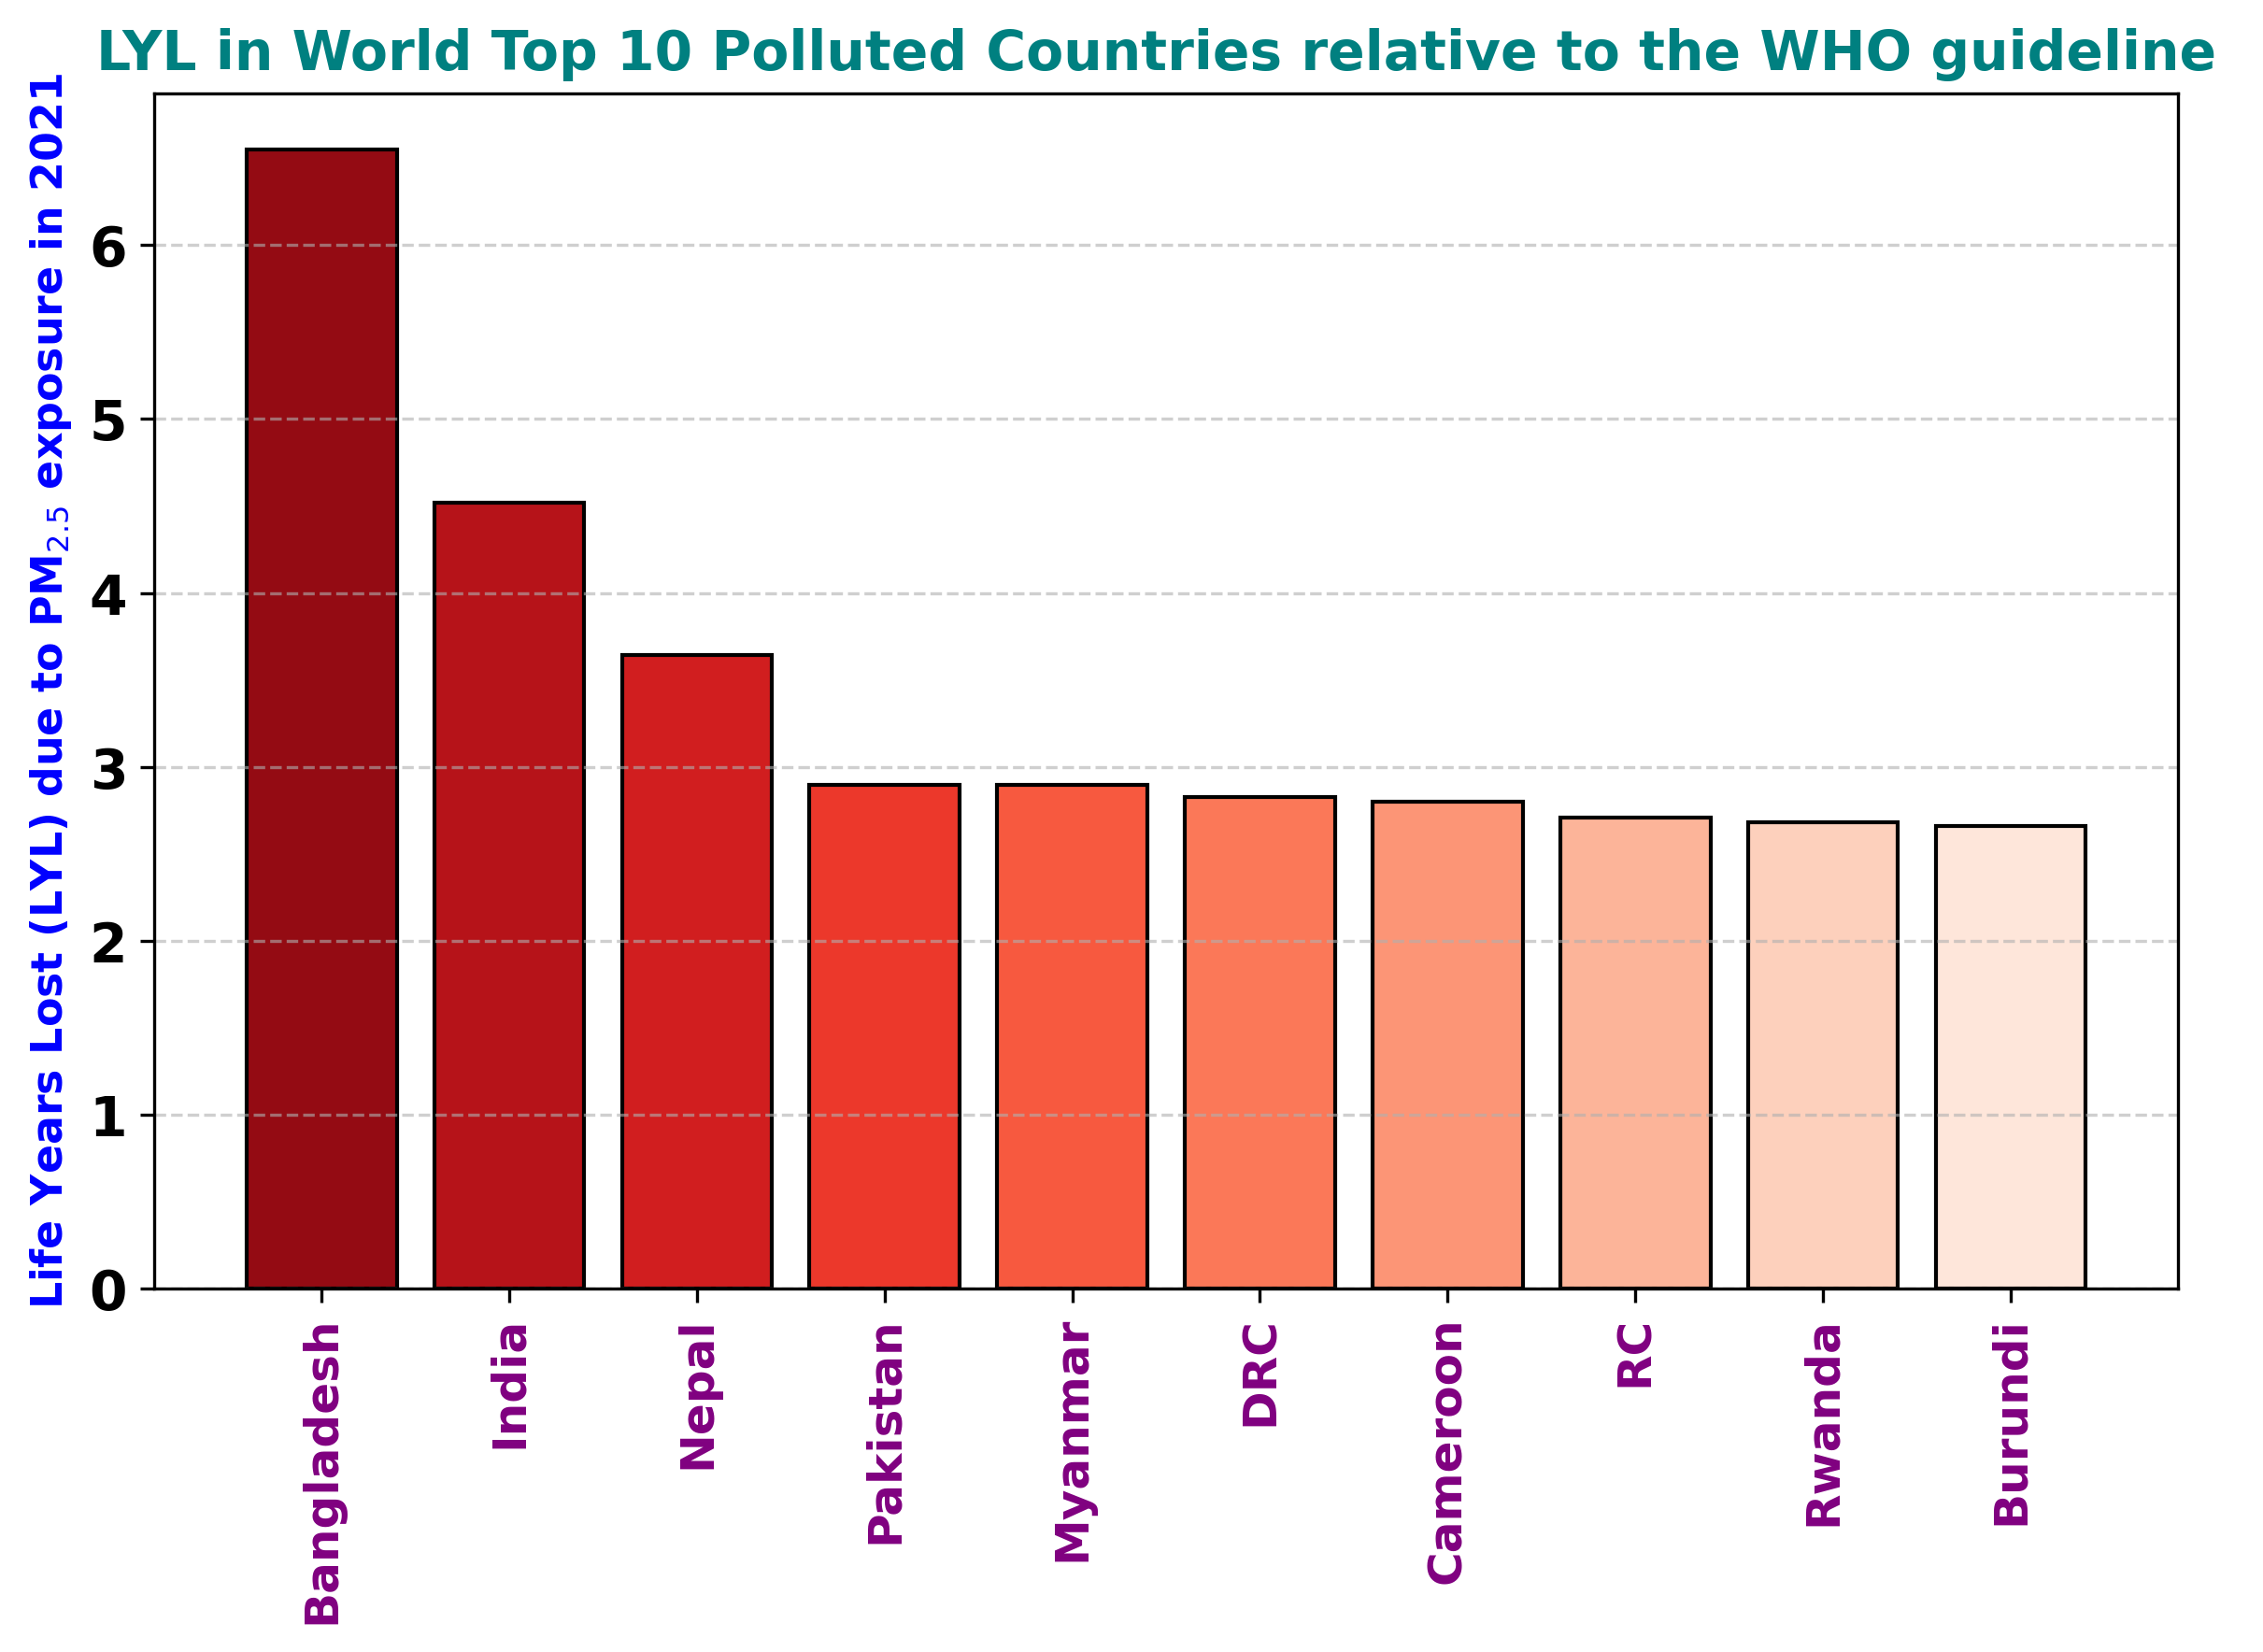 LYL in World Top 10 Polluted Countries relative to the WHO guideline
Life Years Lost (LYL) due to PM₂.₅ exposure in 2021
6
5
4
3
2
1
0
Bangladesh
India
Nepal
Pakistan
Myanmar
DRC
Cameroon
RC
Rwanda
Burundi